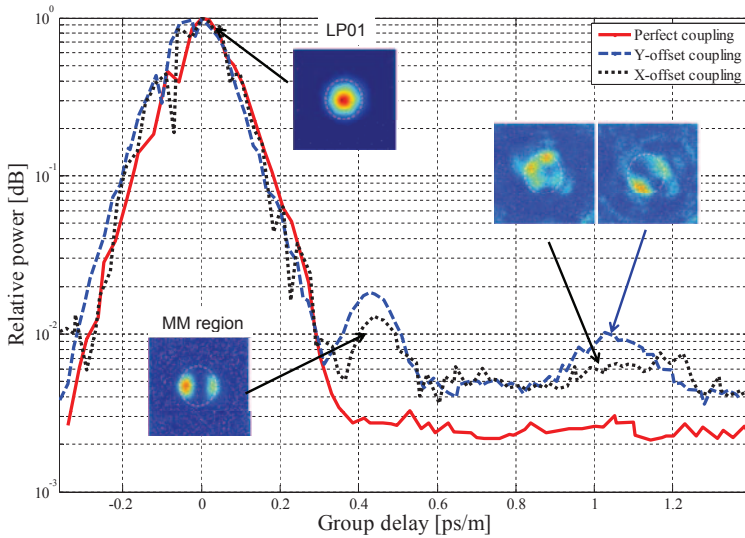 LP01
Perfect coupling
Y-offset coupling
X-offset coupling
MM region
Relative power [dB]
10^0
10^-1
10^-2
10^-3
-0.2
0
0.2
0.4
0.6
0.8
1
1.2
Group delay [ps/m]